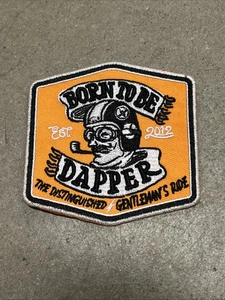 BORN TO BE
EST 2012
DAPPER
THE DISTINGUISHED / GENTLEMAN'S RIDE